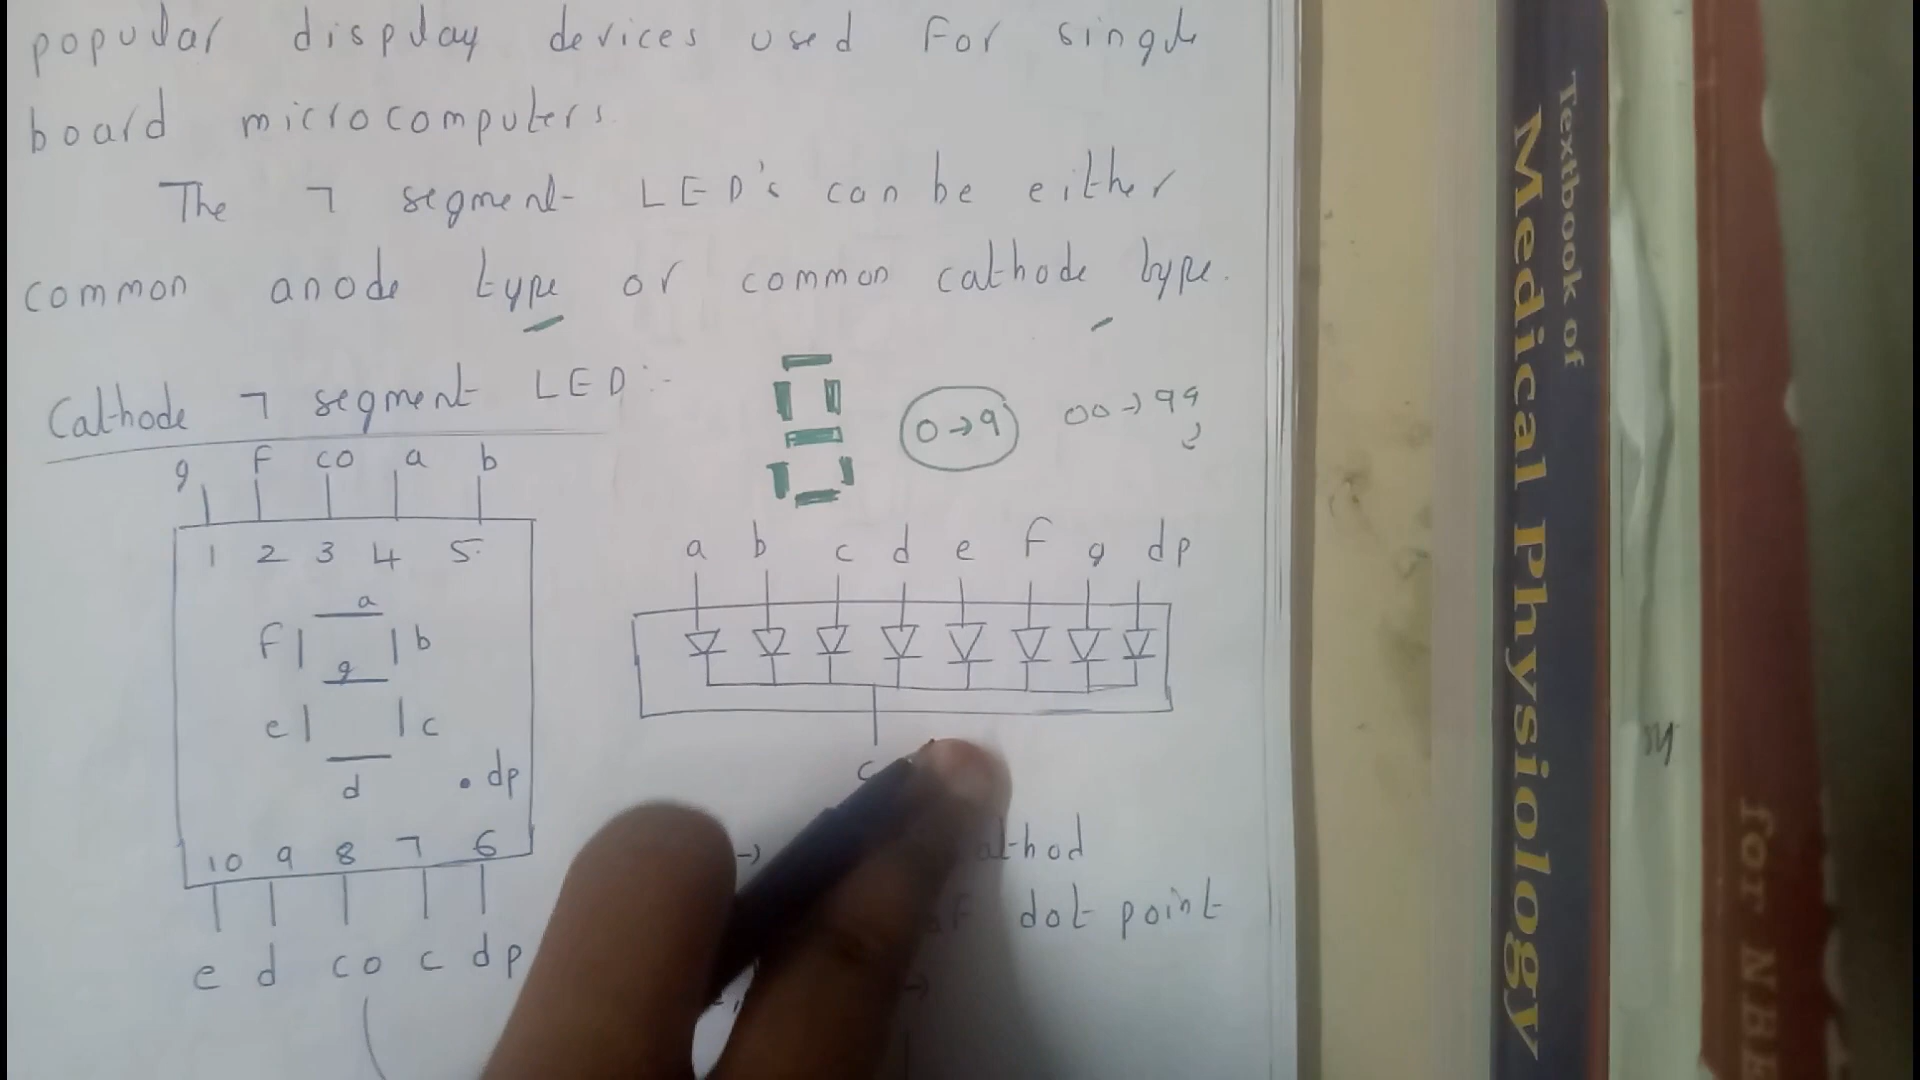 popular display devices used for single
board microcomputers.
The 7 segment LED's can be either
common anode type or common cathode type.
Cathode 7 segment LED:-
0→9 00→99
g f co a b
1 2 3 4 5
a
f b
g
e c
d
. dp
10 9 8 7 6
e d co c dp
a b c d e f g dp
c
→
dot point
→
Textbook of
Medical Physiology
for NBE